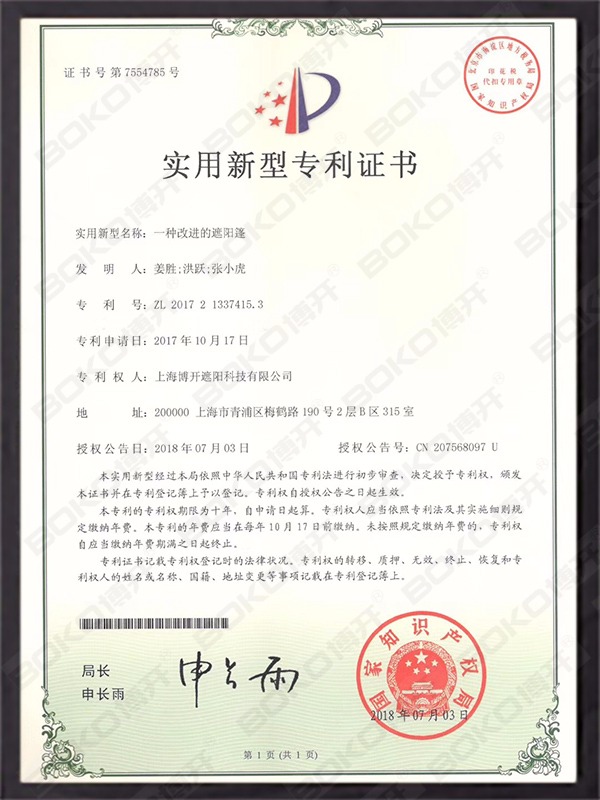 证书号第7554785号
北京市海淀区地方税务局
印花税
代扣专用章
国家知识产权局
实用新型专利证书
实用新型名称：一种改进的遮阳篷
发明人：姜胜;洪跃;张小虎
专利号：ZL 2017 2 1337415.3
专利申请日：2017年10月17日
专利权人：上海博开遮阳科技有限公司
地址：200000 上海市青浦区梅鹤路190号2层B区315室
授权公告日：2018年07月03日 授权公告号：CN 207568097 U
本实用新型经过本局依照中华人民共和国专利法进行初步审查，决定授予专利权，颁发
本证书并在专利登记簿上予以登记。专利权自授权公告之日起生效。
本专利的专利权期限为十年，自申请日起算。专利权人应当依照专利法及其实施细则规
定缴纳年费。本专利的年费应当在每年10月17日前缴纳。未按照规定缴纳年费的，专利权
自应当缴纳年费期满之日起终止。
专利证书记载专利权登记时的法律状况。专利权的转移、质押、无效、终止、恢复和专
利权人的姓名或名称、国籍、地址变更等事项记载在专利登记簿上。
局长
申长雨
申长雨
国家知识产权局
2018年07月03日
第1页(共1页)
BOKO博开